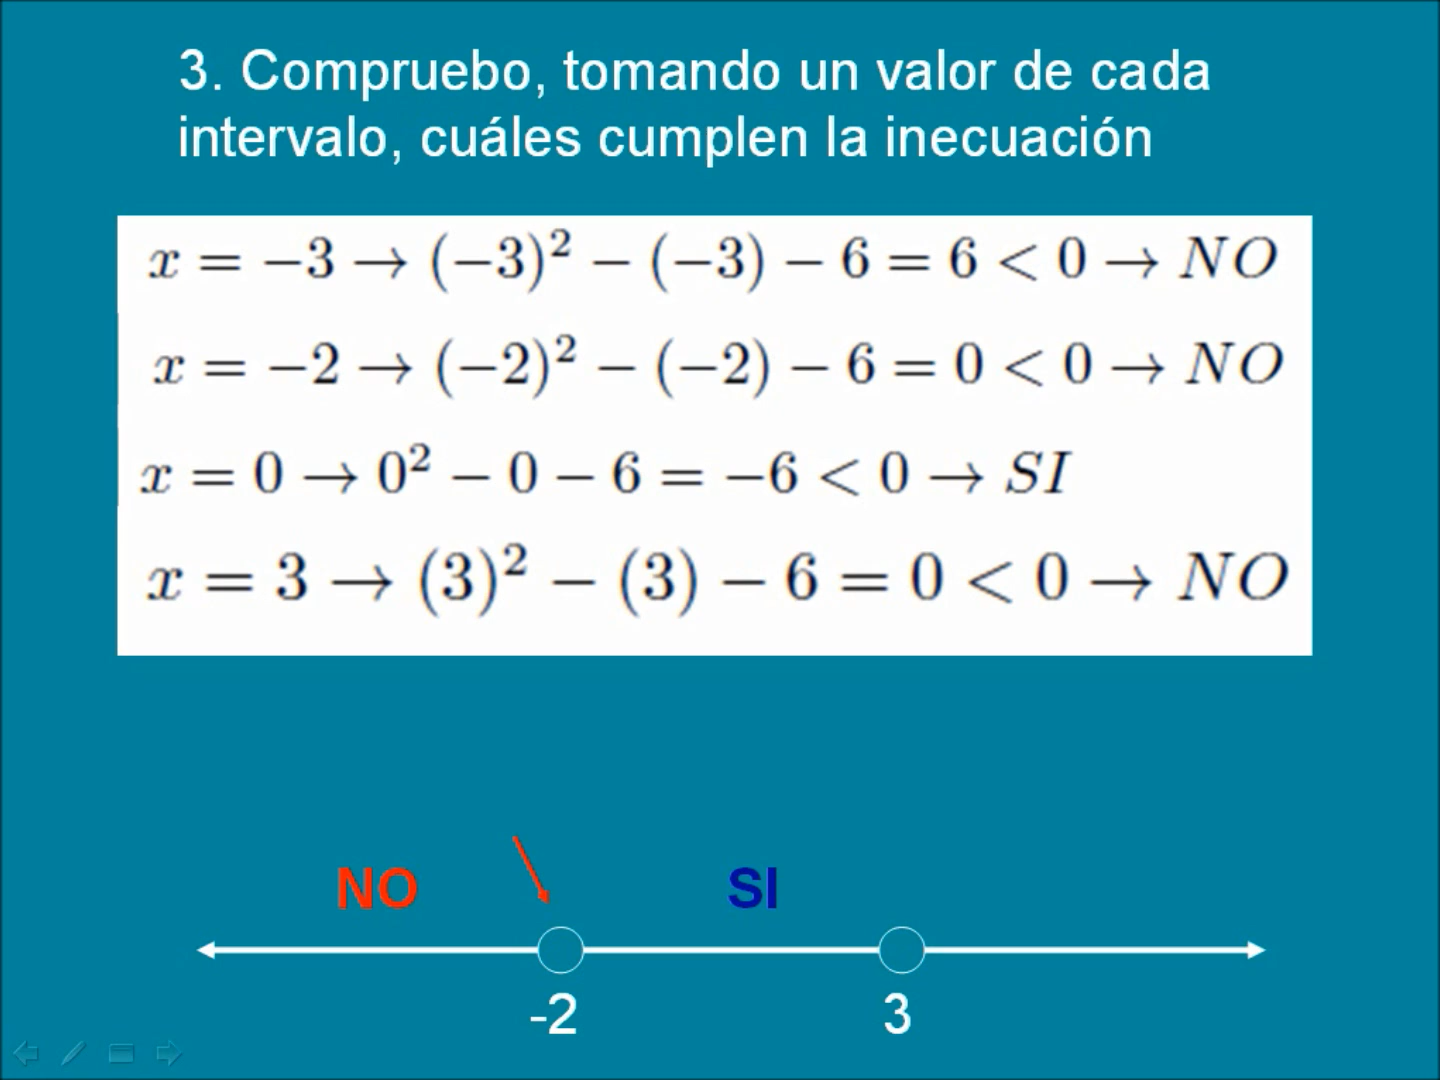 3. Compruebo, tomando un valor de cada
intervalo, cuáles cumplen la inecuación
x = −3 → (−3)² − (−3) − 6 = 6 < 0 → NO
x = −2 → (−2)² − (−2) − 6 = 0 < 0 → NO
x = 0 → 0² − 0 − 6 = −6 < 0 → SI
x = 3 → (3)² − (3) − 6 = 0 < 0 → NO
NO SI
-2 3